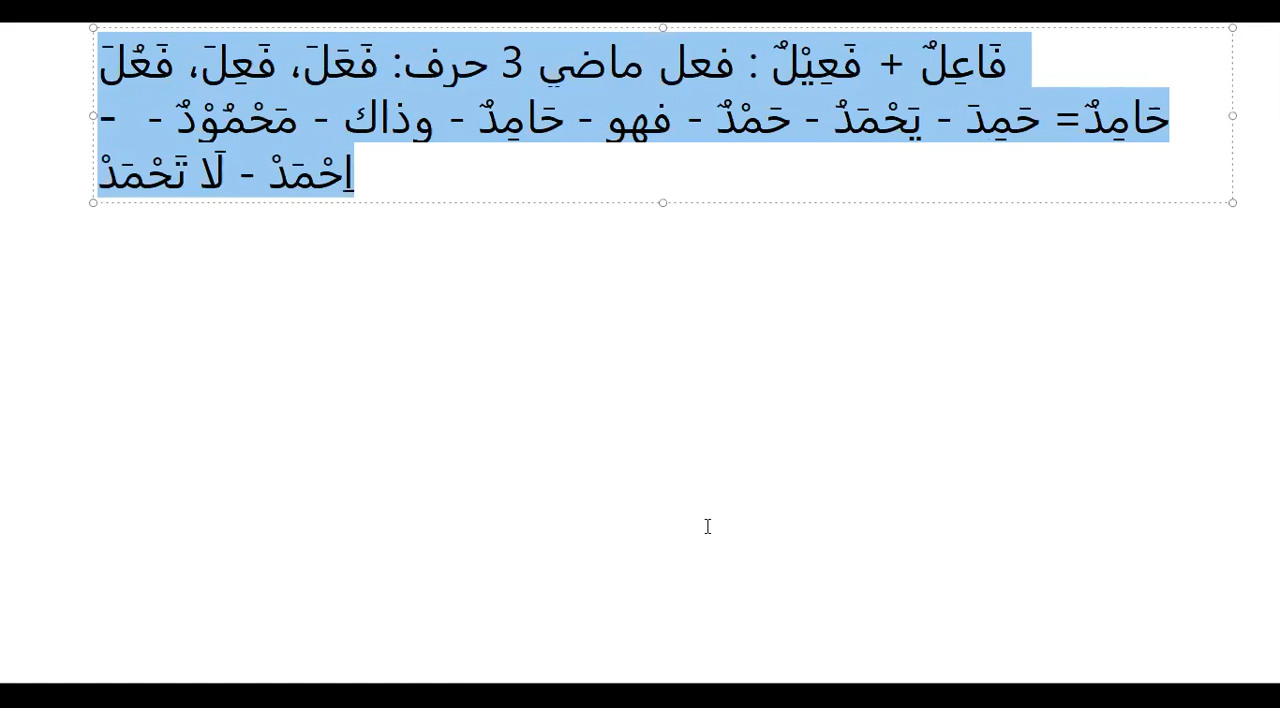 فَاعِلٌ + فَعِيْلٌ : فعل ماضي 3 حرف: فَعَلَ، فَعِلَ، فَعُلَ
حَامِدٌ= حَمِدَ - يَحْمَدُ - حَمْدٌ - فهو - حَامِدٌ - وذاك - مَحْمُوْدٌ - -
اِحْمَدْ - لَا تَحْمَدْ